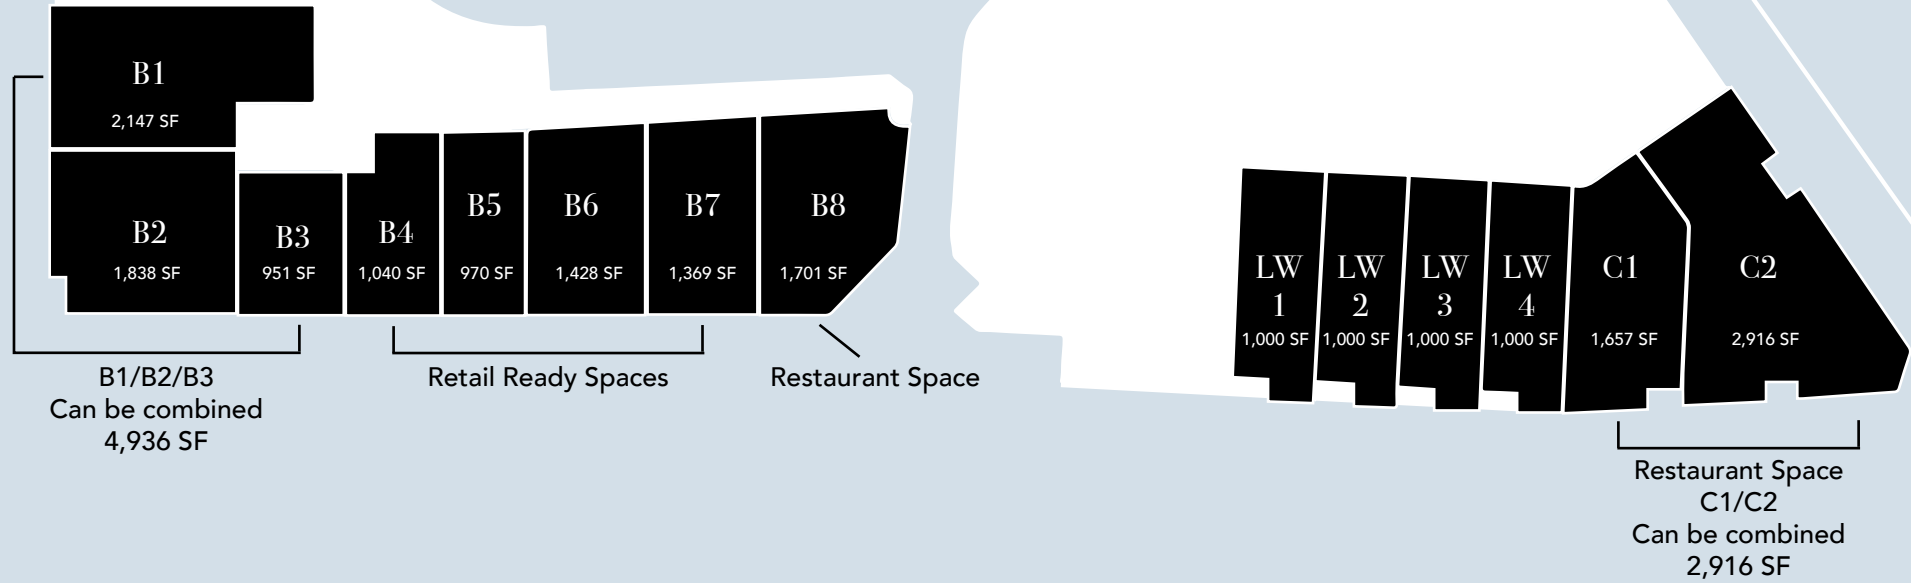 B1
2,147 SF
B2
1,838 SF
B3
951 SF
B4
1,040 SF
B5
970 SF
B6
1,428 SF
B7
1,369 SF
B8
1,701 SF
B1/B2/B3
Can be combined
4,936 SF
Retail Ready Spaces
Restaurant Space
LW
1
1,000 SF
LW
2
1,000 SF
LW
3
1,000 SF
LW
4
1,000 SF
C1
1,657 SF
C2
2,916 SF
Restaurant Space
C1/C2
Can be combined
2,916 SF